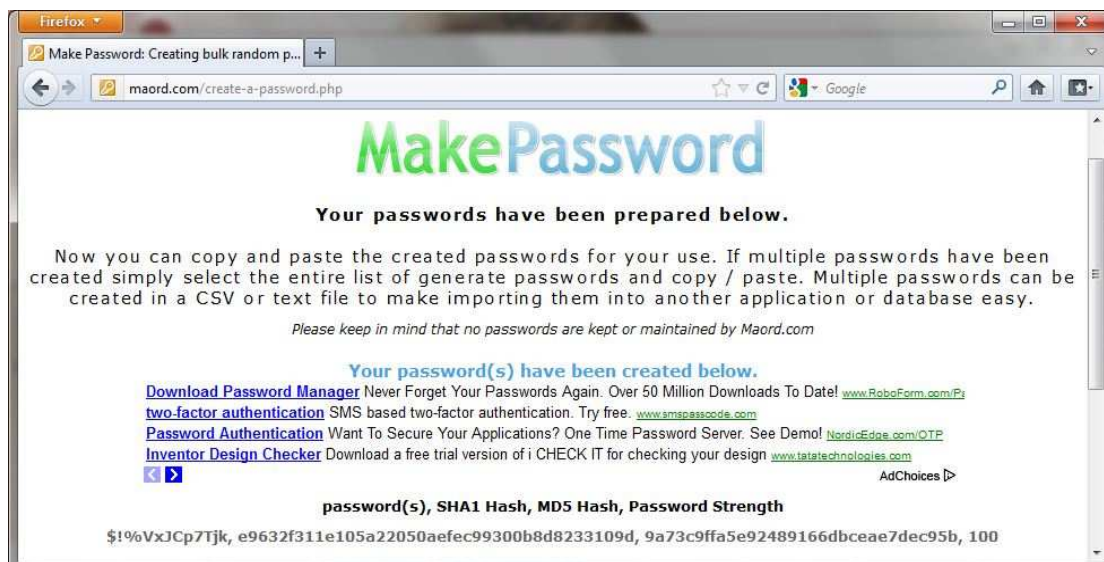 Firefox
Make Password: Creating bulk random p...
maord.com/create-a-password.php
Google
MakePassword
Your passwords have been prepared below.
Now you can copy and paste the created passwords for your use. If multiple passwords have been
created simply select the entire list of generate passwords and copy / paste. Multiple passwords can be
created in a CSV or text file to make importing them into another application or database easy.
Please keep in mind that no passwords are kept or maintained by Maord.com
Your password(s) have been created below.
Download Password Manager Never Forget Your Passwords Again. Over 50 Million Downloads To Date! www.RoboForm.com/Pa
two-factor authentication SMS based two-factor authentication. Try free. www.smspasscode.com
Password Authentication Want To Secure Your Applications? One Time Password Server. See Demo! NordicEdge.com/OTP
Inventor Design Checker Download a free trial version of i CHECK IT for checking your design www.tatatechnologies.com
AdChoices
password(s), SHA1 Hash, MD5 Hash, Password Strength
$!%VxJCp7Tjk, e9632f311e105a22050aefec99300b8d8233109d, 9a73c9ffa5e92489166dbceae7dec95b, 100